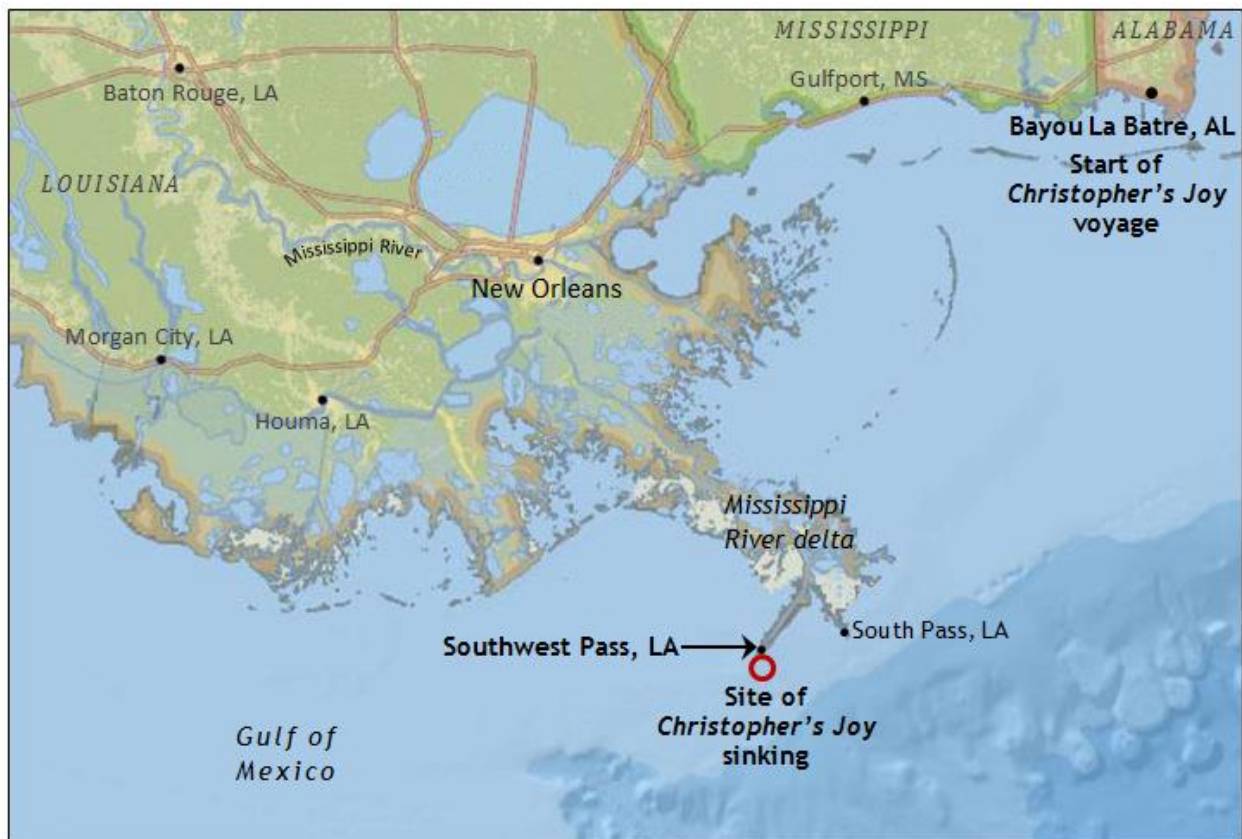 MISSISSIPPI
ALABAMA
Baton Rouge, LA
Gulfport, MS
Bayou La Batre, AL
Start of
Christopher’s Joy
voyage
LOUISIANA
Mississippi River
New Orleans
Morgan City, LA
Houma, LA
Mississippi
River delta
South Pass, LA
Southwest Pass, LA
Site of
Christopher’s Joy
sinking
Gulf of
Mexico